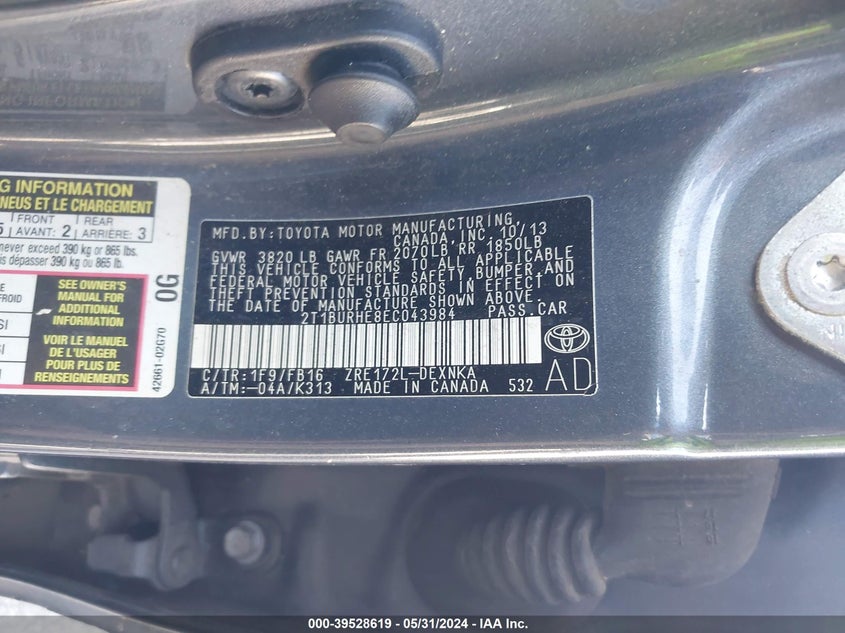 G INFORMATION
PNEUS ET LE CHARGEMENT
5 FRONT AVANT: 2 REAR ARRIÈRE: 3
never exceed 390 kg or 865 lbs.
dépasser 390 kg ou 865 lb.
FROID
SEE OWNER'S
MANUAL FOR
ADDITIONAL
INFORMATION
VOIR LE MANUEL
DE L'USAGER
POUR PLUS DE
RENSEIGNEMENTS
0G
42661-02G70
MFD.BY:TOYOTA MOTOR MANUFACTURING,
CANADA,INC. 10/13
GVWR 3820LB GAWR FR 2070LB RR 1850LB
THIS VEHICLE CONFORMS TO ALL APPLICABLE
FEDERAL MOTOR VEHICLE SAFETY,BUMPER,AND
THEFT PREVENTION STANDARDS IN EFFECT ON
THE DATE OF MANUFACTURE SHOWN ABOVE.
2T1BURHE8EC043984 PASS.CAR
C/TR:1F9/FB16 ZRE172L-DEXNKA
A/TM:-04A/K313 MADE IN CANADA 532
AD
000-39528619 - 05/31/2024 - IAA Inc.